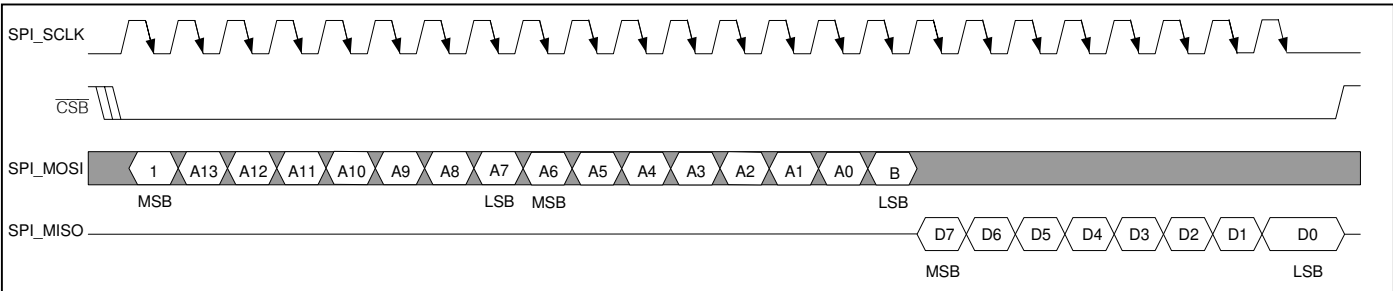 SPI_SCLK
CSB
SPI_MOSI 1 A13 A12 A11 A10 A9 A8 A7 A6 A5 A4 A3 A2 A1 A0 B
MSB LSB MSB LSB
SPI_MISO D7 D6 D5 D4 D3 D2 D1 D0
MSB LSB